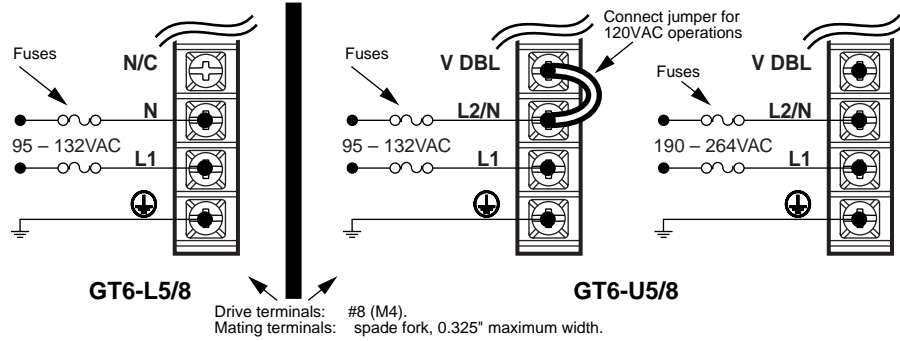 Connect jumper for
120VAC operations
Fuses
N/C
N
95 – 132VAC
L1
GT6-L5/8
Fuses
V DBL
L2/N
95 – 132VAC
L1
Fuses
V DBL
L2/N
190 – 264VAC
L1
GT6-U5/8
Drive terminals: #8 (M4).
Mating terminals: spade fork, 0.325" maximum width.